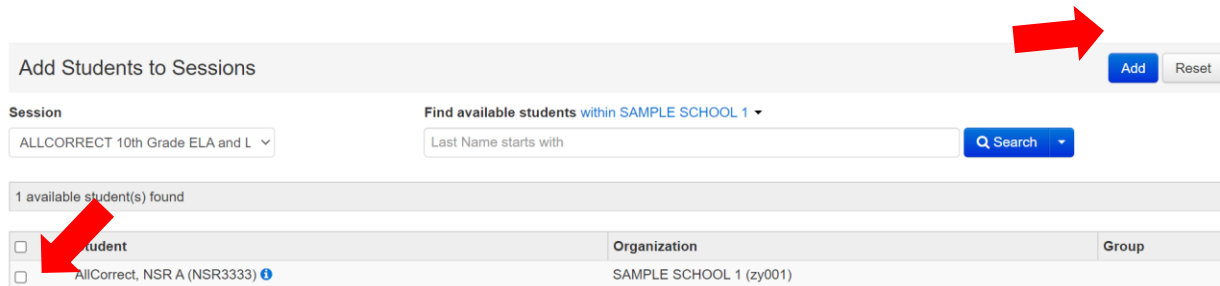 Add Students to Sessions
Add
Reset
Session
Find available students within SAMPLE SCHOOL 1
ALLCORRECT 10th Grade ELA and L
Last Name starts with
Search
1 available student(s) found
Student
Organization
Group
AllCorrect, NSR A (NSR3333)
SAMPLE SCHOOL 1 (zy001)